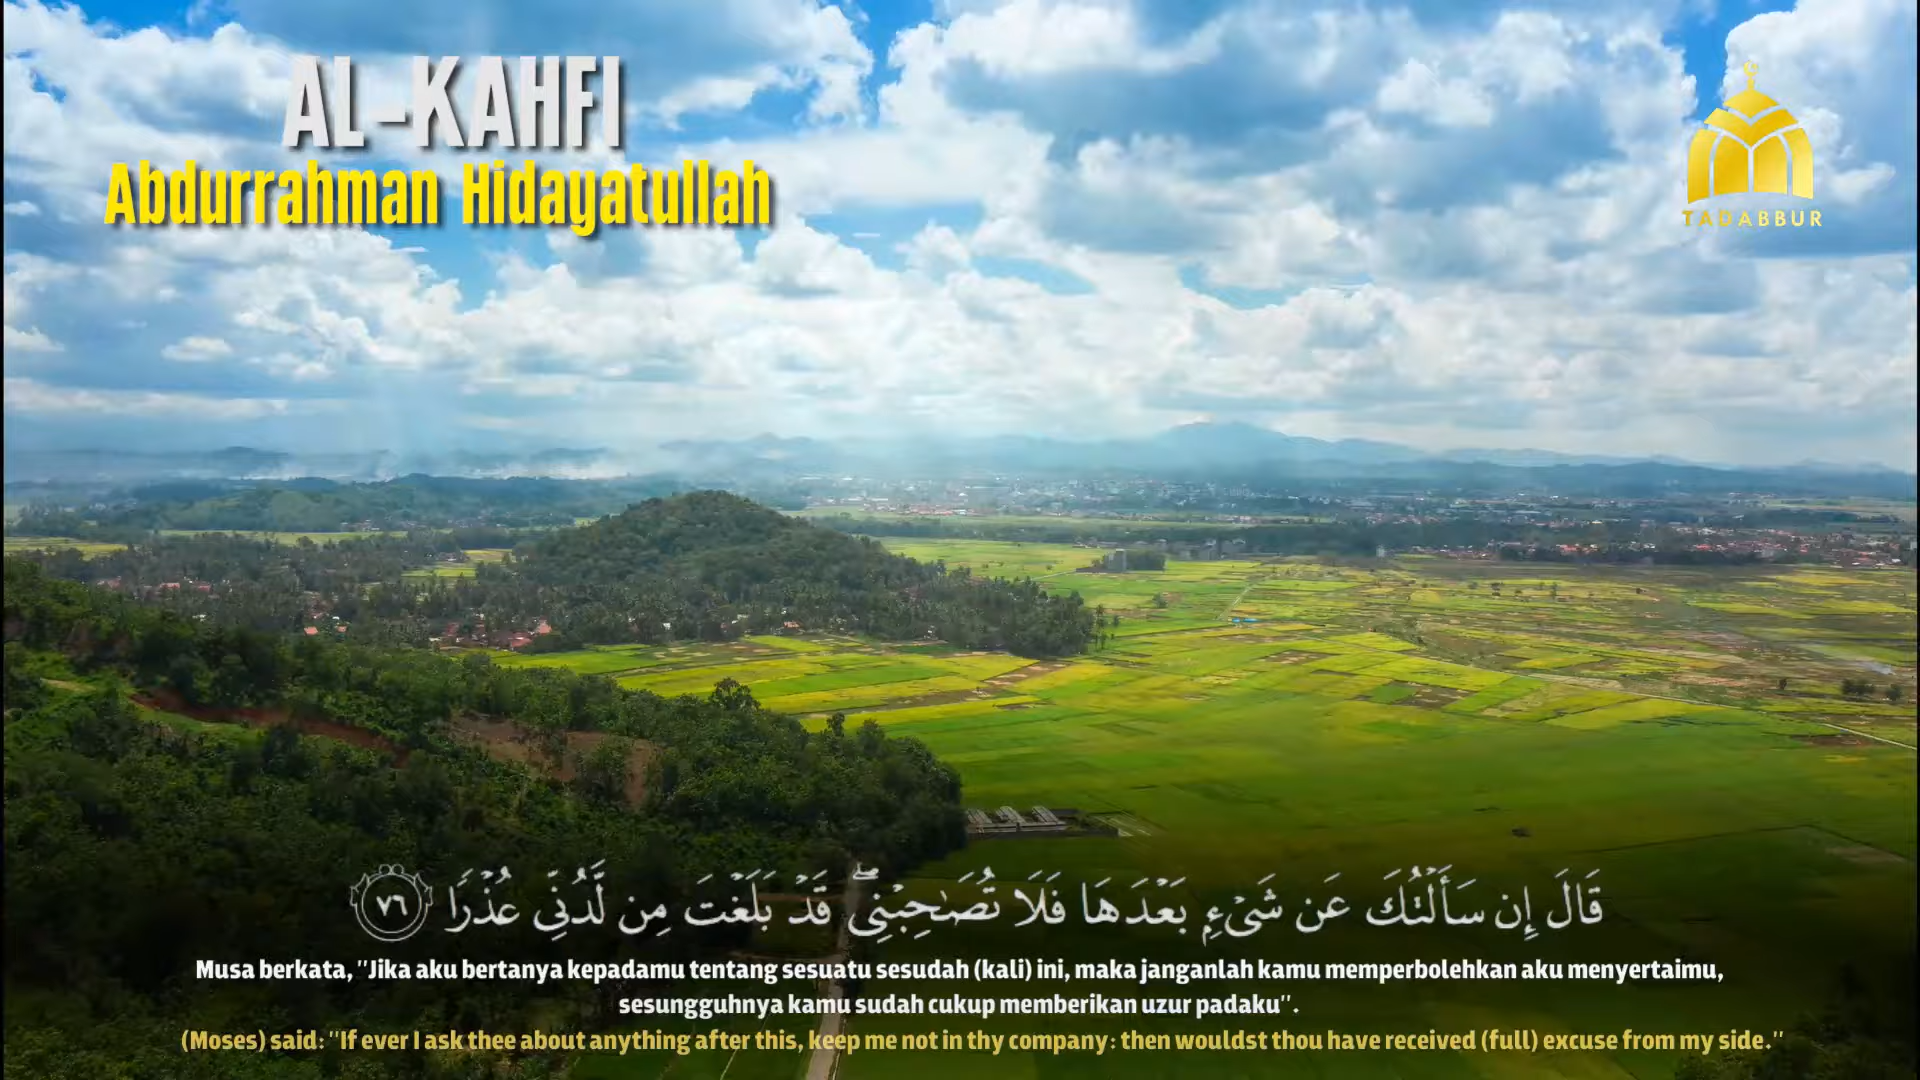 AL-KAHFI
Abdurrahman Hidayatullah
TADABBUR
قَالَ إِن سَأَلْتُكَ عَن شَىْءٍۭ بَعْدَهَا فَلَا تُصَـٰحِبْنِى ۖ قَدْ بَلَغْتَ مِن لَّدُنِّى عُذْرًا ٧٦
Musa berkata, "Jika aku bertanya kepadamu tentang sesuatu sesudah (kali) ini, maka janganlah kamu memperbolehkan aku menyertaimu,
sesungguhnya kamu sudah cukup memberikan uzur padaku".
(Moses) said: "If ever I ask thee about anything after this, keep me not in thy company: then wouldst thou have received (full) excuse from my side."